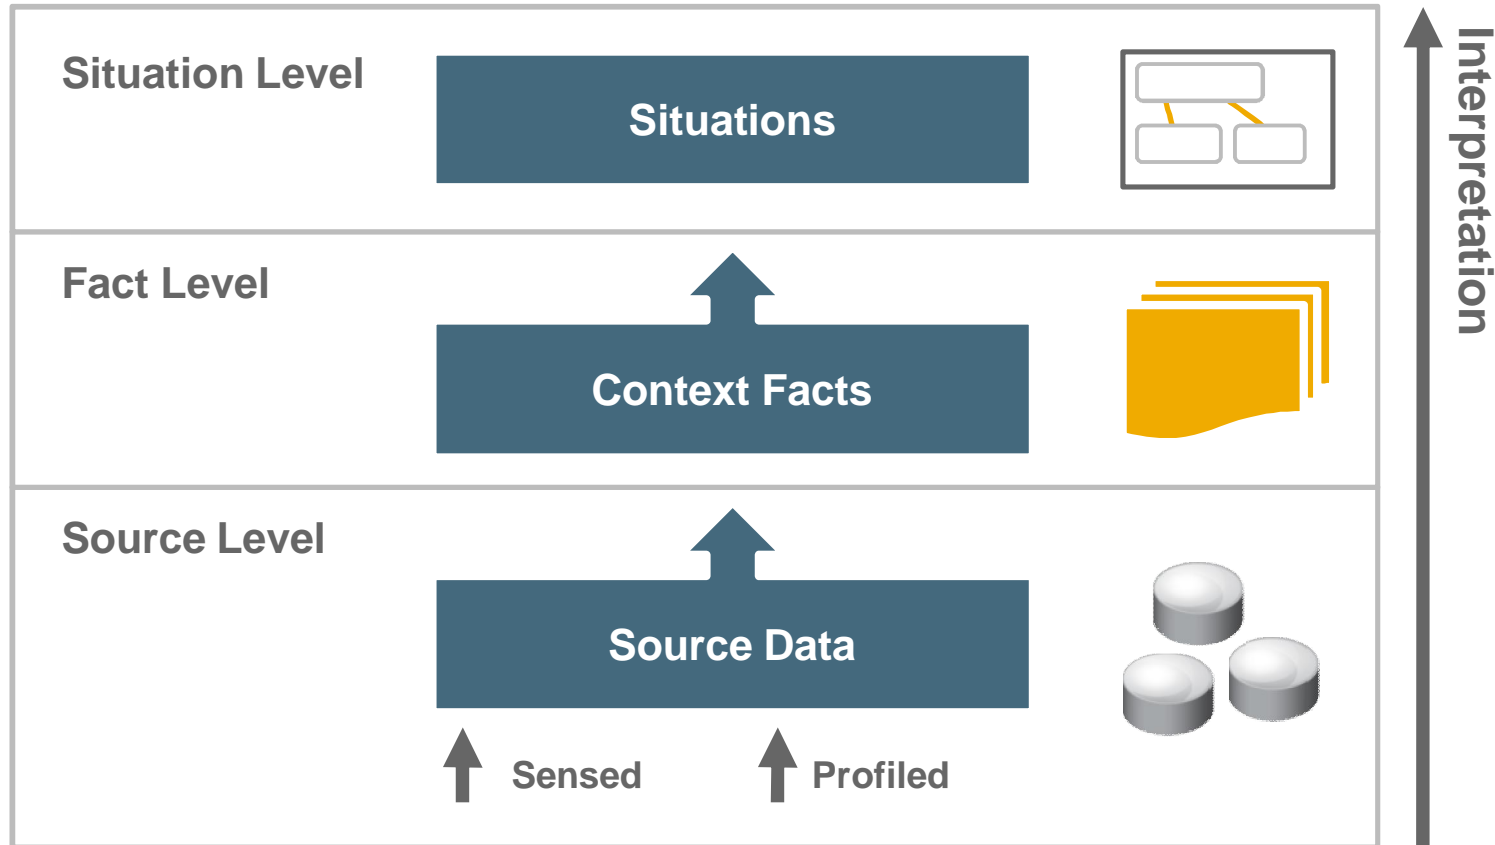 Situation Level
Situations
Interpretation
Fact Level
Context Facts
Source Level
Source Data
Sensed
Profiled